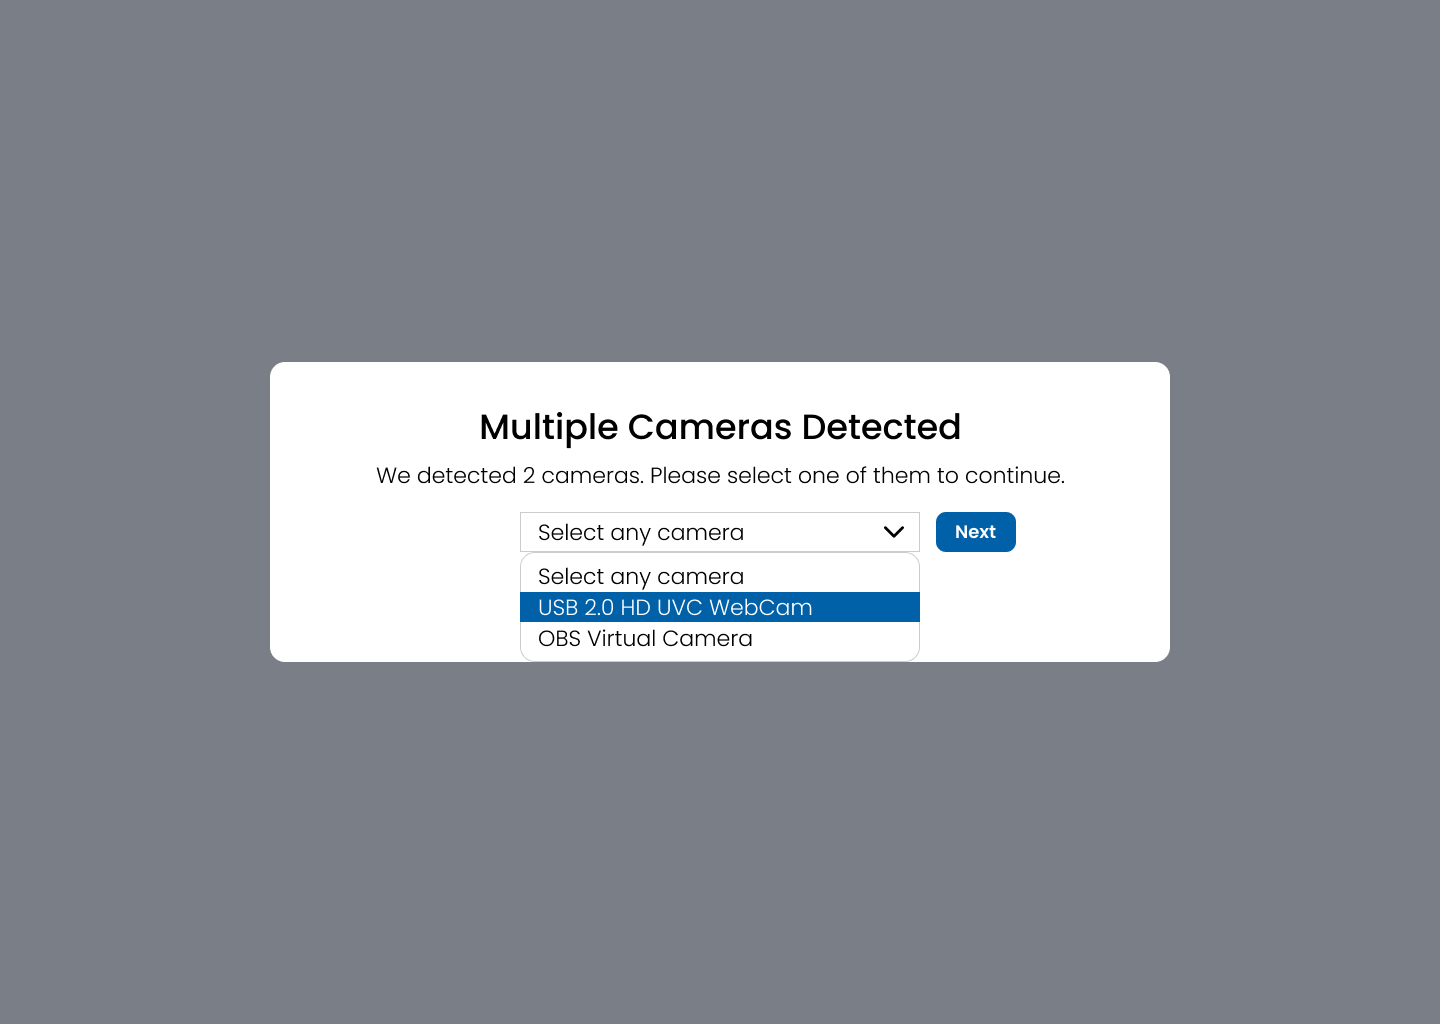 Multiple Cameras Detected
We detected 2 cameras. Please select one of them to continue.
Select any camera
Next
Select any camera
USB 2.0 HD UVC WebCam
OBS Virtual Camera